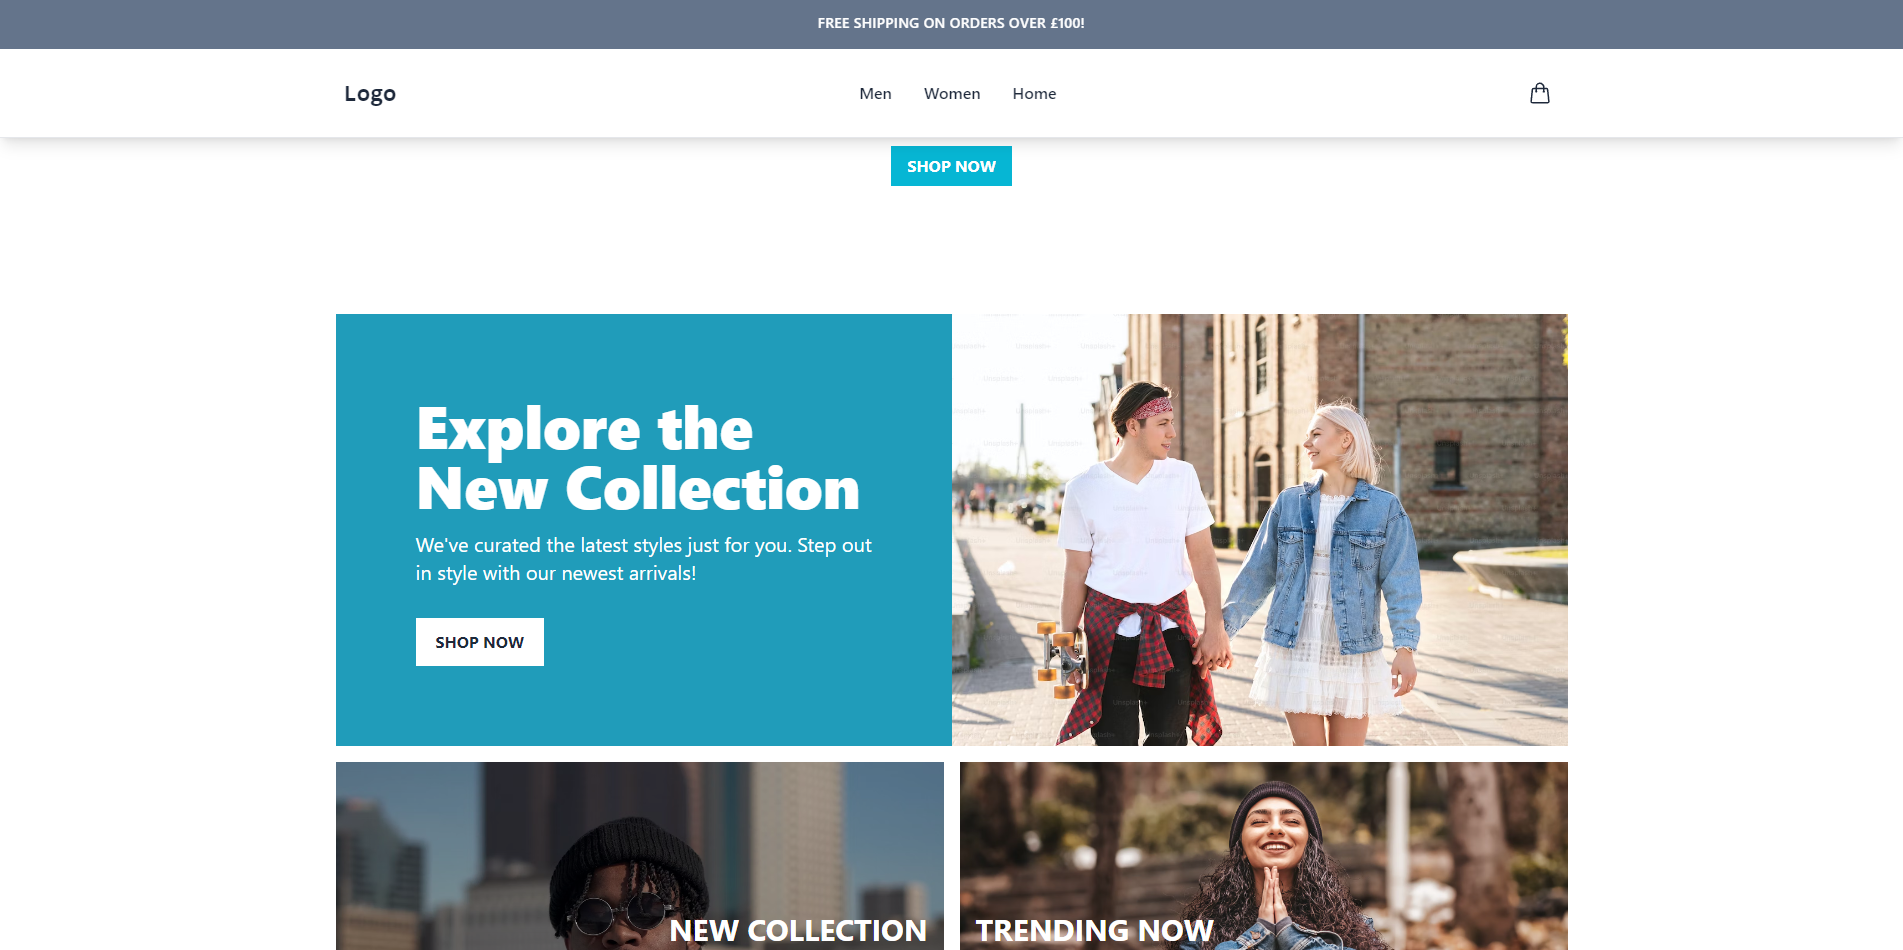 FREE SHIPPING ON ORDERS OVER £100!
Logo
Men
Women
Home
SHOP NOW
Explore the
New Collection
We've curated the latest styles just for you. Step out
in style with our newest arrivals!
SHOP NOW
Unsplash+
NEW COLLECTION
TRENDING NOW